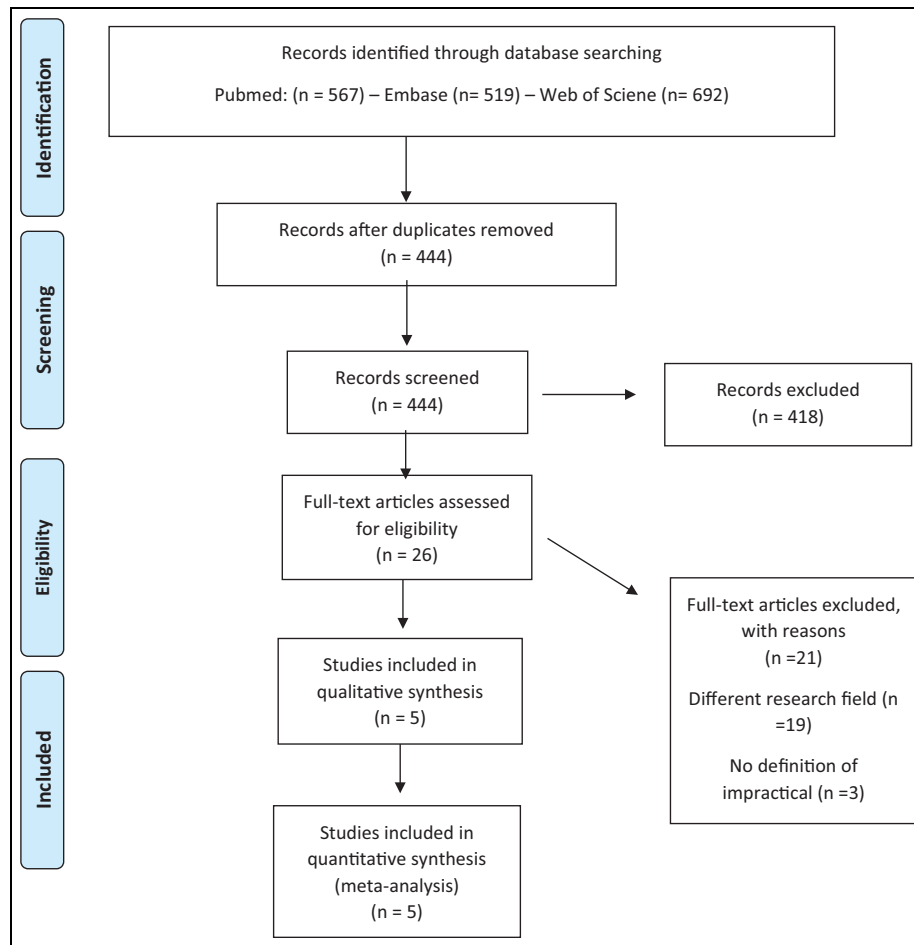 Identification
Records identified through database searching
Pubmed: (n = 567) – Embase (n= 519) – Web of Sciene (n= 692)
Records after duplicates removed
(n = 444)
Screening
Records screened
(n = 444)
Records excluded
(n = 418)
Eligibility
Full-text articles assessed
for eligibility
(n = 26)
Full-text articles excluded,
with reasons
(n =21)
Different research field (n
=19)
No definition of
impractical (n =3)
Studies included in
qualitative synthesis
(n = 5)
Included
Studies included in
quantitative synthesis
(meta-analysis)
(n = 5)